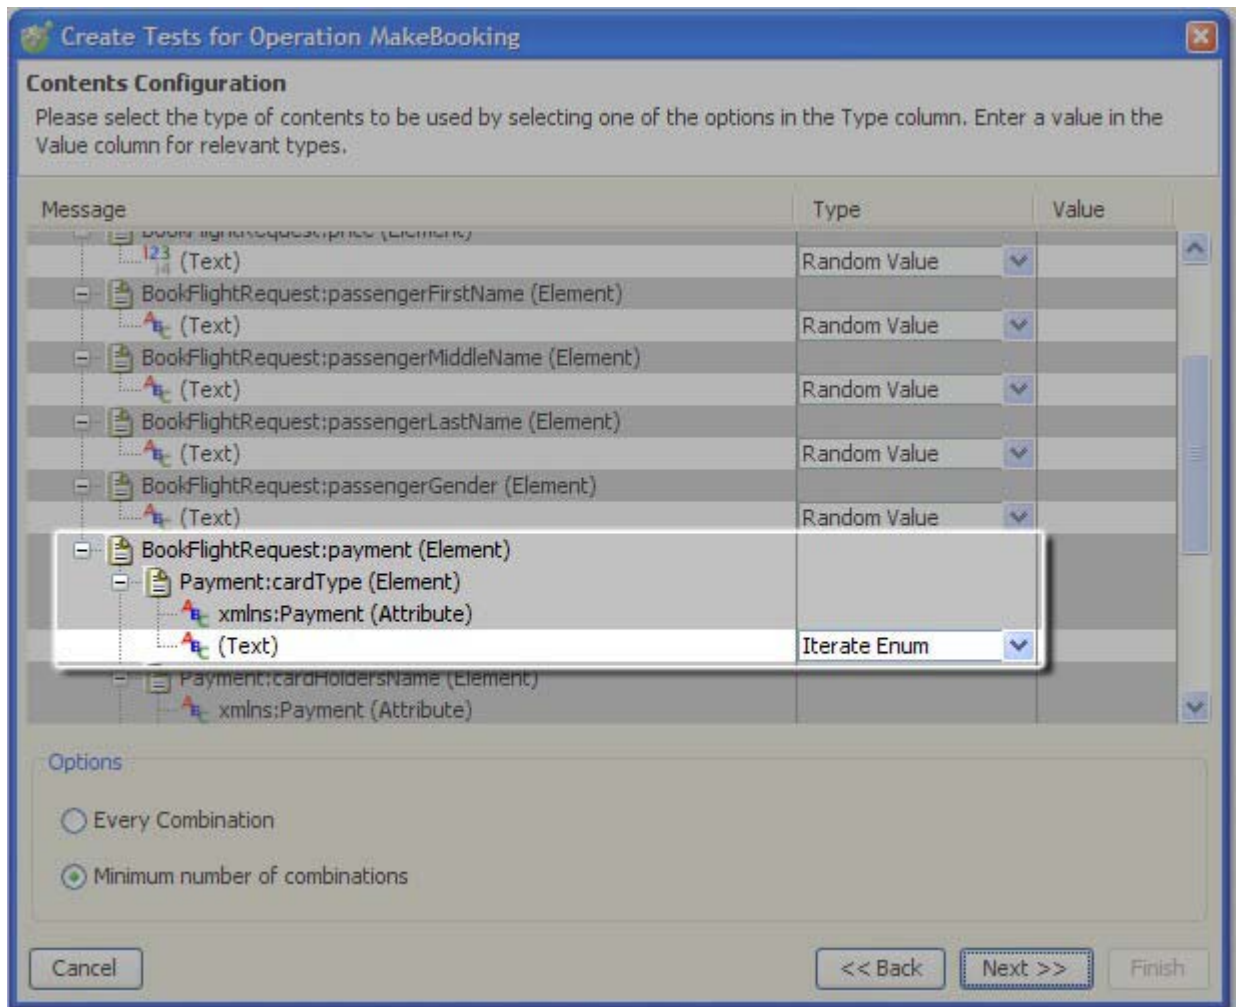 Create Tests for Operation MakeBooking
Contents Configuration
Please select the type of contents to be used by selecting one of the options in the Type column. Enter a value in the
Value column for relevant types.
Message Type Value
BookFlightRequest:price (Element)
(Text) Random Value
BookFlightRequest:passengerFirstName (Element)
(Text) Random Value
BookFlightRequest:passengerMiddleName (Element)
(Text) Random Value
BookFlightRequest:passengerLastName (Element)
(Text) Random Value
BookFlightRequest:passengerGender (Element)
(Text) Random Value
BookFlightRequest:payment (Element)
Payment:cardType (Element)
xmlns:Payment (Attribute)
(Text) Iterate Enum
Payment:cardHoldersName (Element)
xmlns:Payment (Attribute)
Options
Every Combination
Minimum number of combinations
Cancel << Back Next >> Finish